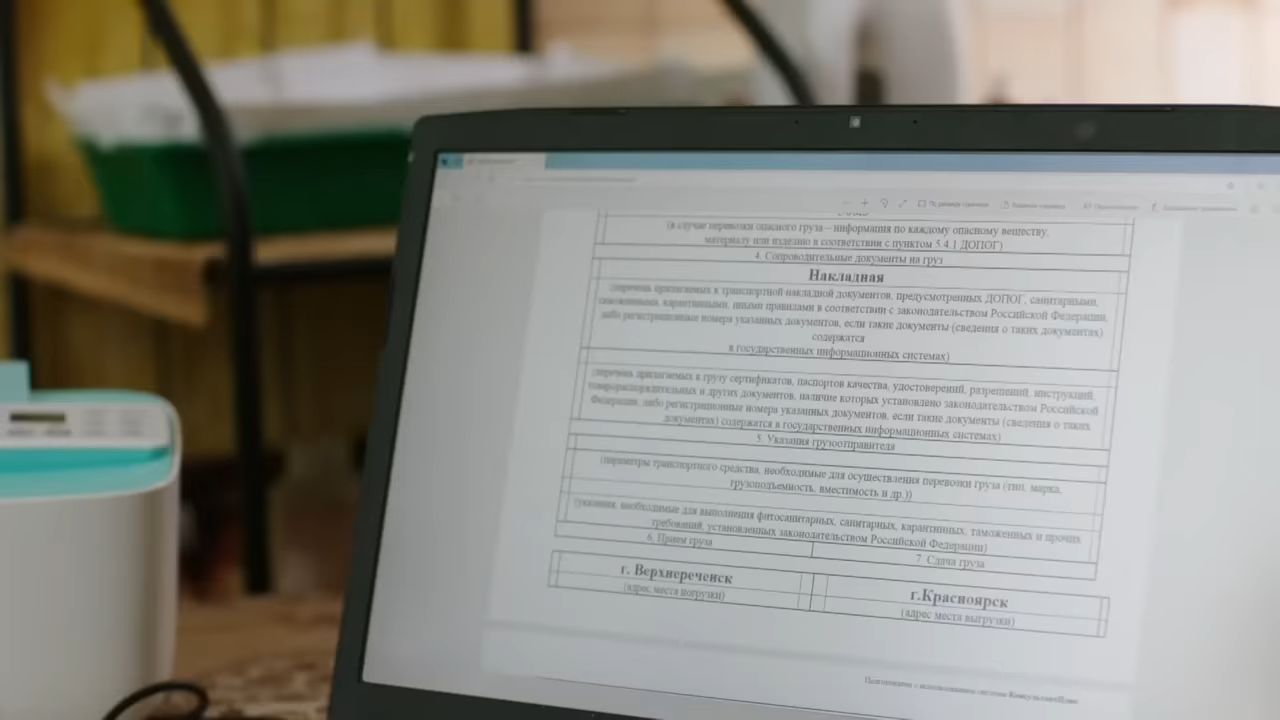 (в случае перевозки опасного груза – информация по каждому опасному веществу,
материалу или изделию в соответствии с пунктом 5.4.1 ДОПОГ)
4. Сопроводительные документы на груз
Накладная
(перечень прилагаемых к транспортной накладной документов, предусмотренных ДОПОГ, санитарными,
таможенными, карантинными, иными правилами в соответствии с законодательством Российской Федерации,
либо регистрационные номера указанных документов, если такие документы (сведения о таких документах)
содержатся
в государственных информационных системах)
(перечень прилагаемых к грузу сертификатов, паспортов качества, удостоверений, разрешений, инструкций,
товарораспорядительных и других документов, наличие которых установлено законодательством Российской
Федерации, либо регистрационные номера указанных документов, если такие документы (сведения о таких
документах) содержатся в государственных информационных системах)
5. Указания грузоотправителя
(параметры транспортного средства, необходимые для осуществления перевозки груза (тип, марка,
грузоподъемность, вместимость и др.))
(указания, необходимые для выполнения фитосанитарных, санитарных, карантинных, таможенных и прочих
требований, установленных законодательством Российской Федерации)
6. Прием груза
7. Сдача груза
г. Верхнереченск
г.Красноярск
(адрес места погрузки)
(адрес места выгрузки)
Подготовлено с использованием системы КонсультантПлюс